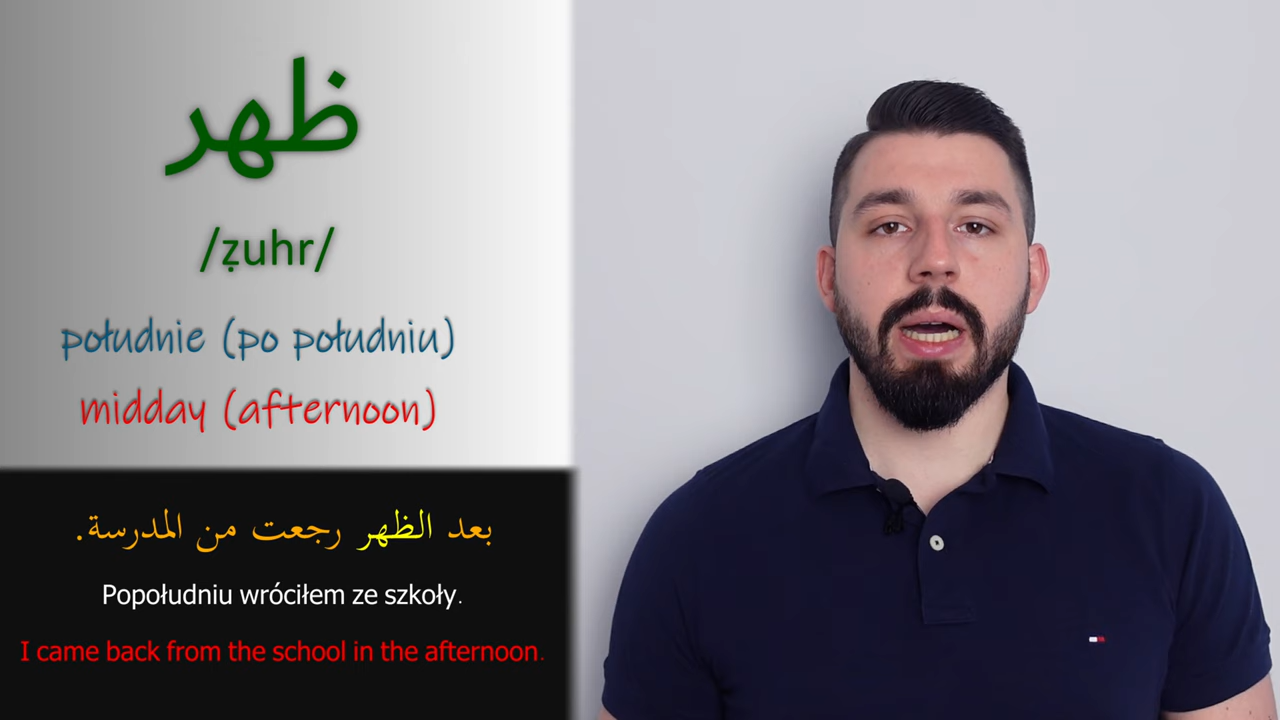 ظهر
/ẓuhr/
południe (po południu)
midday (afternoon)
بعد الظهر رجعت من المدرسة.
Popołudniu wróciłem ze szkoły.
I came back from the school in the afternoon.